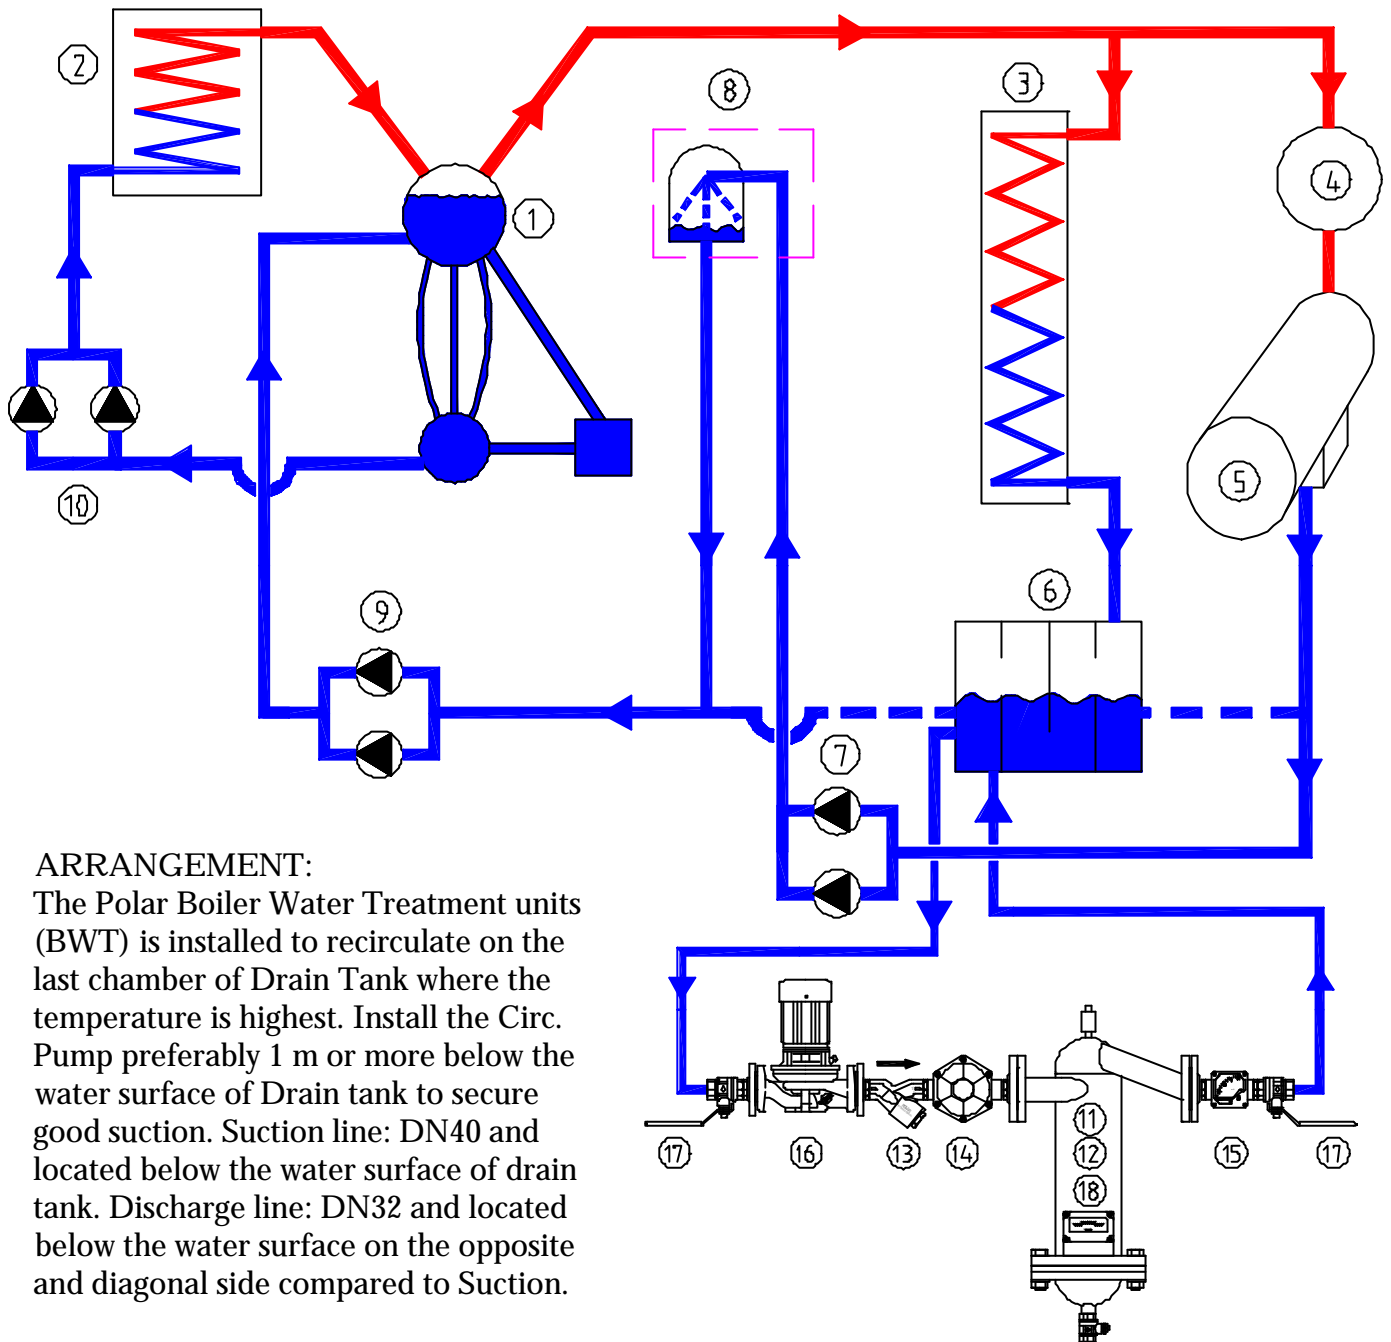 2
8
3
4
1
5
10
6
9
7
ARRANGEMENT:
The Polar Boiler Water Treatment units
(BWT) is installed to recirculate on the
last chamber of Drain Tank where the
temperature is highest. Install the Circ.
Pump preferably 1 m or more below the
water surface of Drain tank to secure
good suction. Suction line: DN40 and
located below the water surface of drain
tank. Discharge line: DN32 and located
below the water surface on the opposite
and diagonal side compared to Suction.
11
17
16
13
14
12
15
17
18